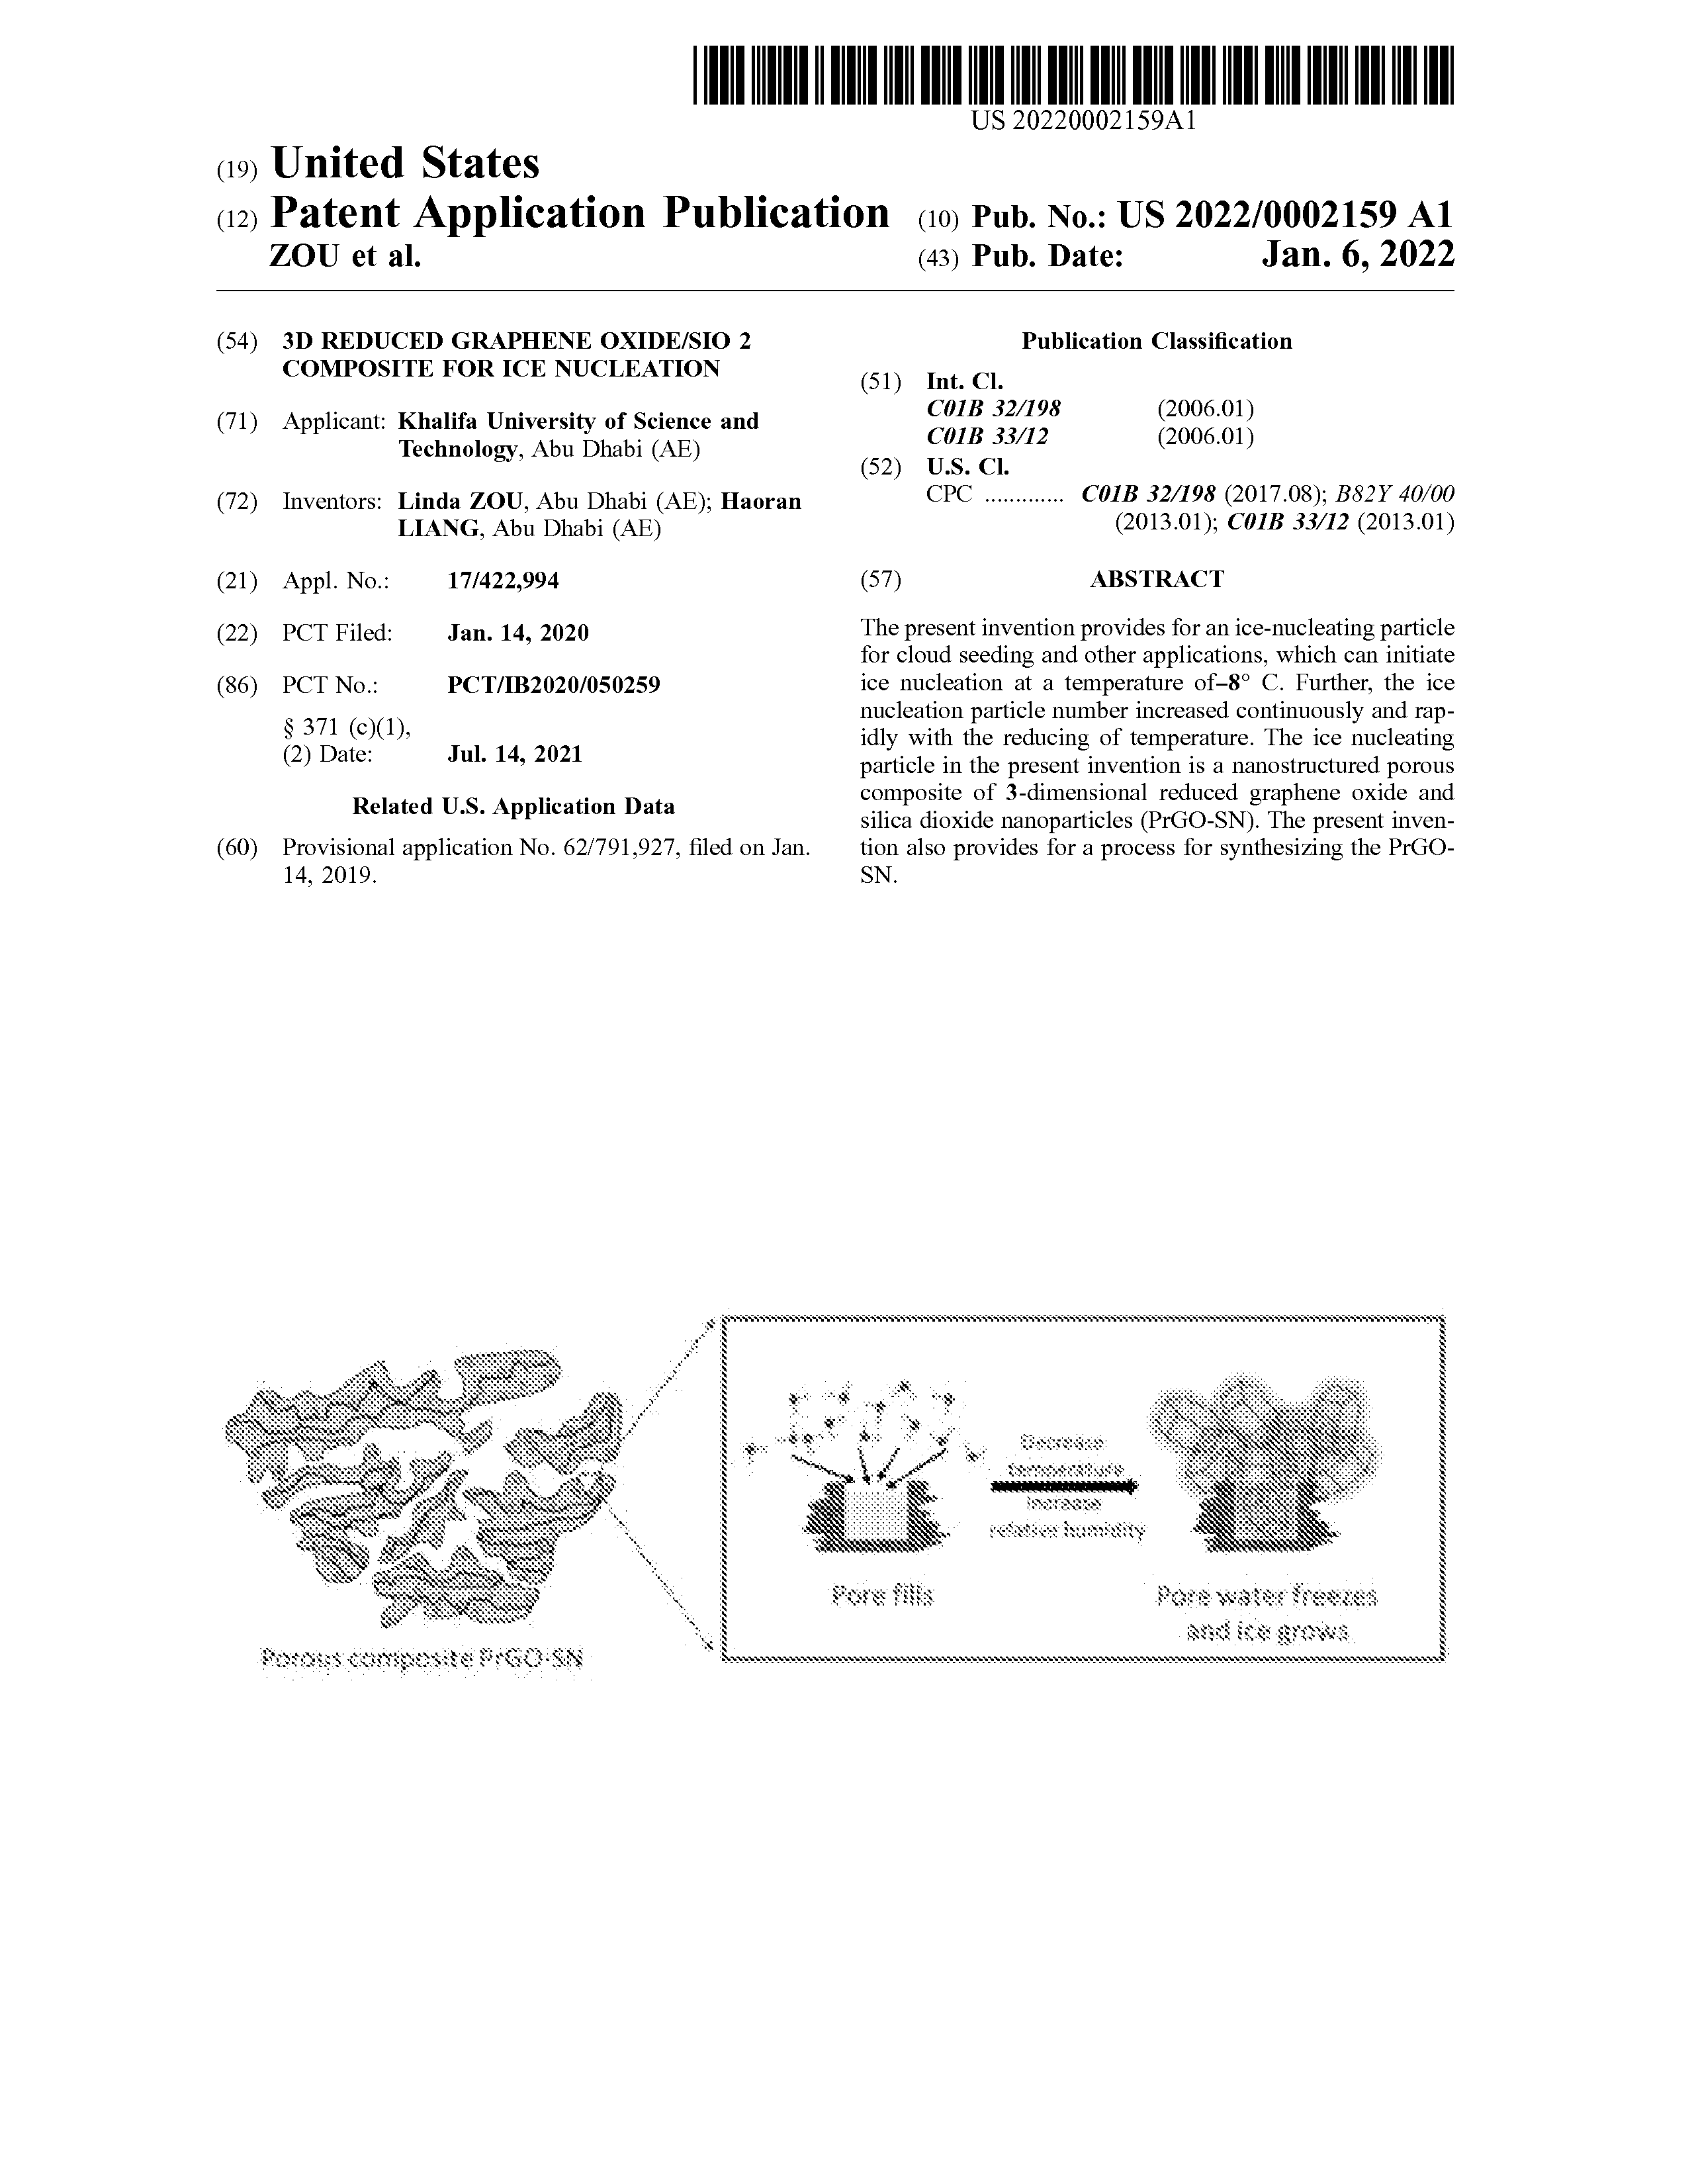 US 20220002159A1
(19) United States
(12) Patent Application Publication
ZOU et al.
(10) Pub. No.: US 2022/0002159 A1
(43) Pub. Date: Jan. 6, 2022
(54) 3D REDUCED GRAPHENE OXIDE/SIO 2
COMPOSITE FOR ICE NUCLEATION
(71) Applicant: Khalifa University of Science and
Technology, Abu Dhabi (AE)
(72) Inventors: Linda ZOU, Abu Dhabi (AE); Haoran
LIANG, Abu Dhabi (AE)
(21) Appl. No.: 17/422,994
(22) PCT Filed: Jan. 14, 2020
(86) PCT No.: PCT/IB2020/050259
§ 371 (c)(1),
(2) Date: Jul. 14, 2021
Related U.S. Application Data
(60) Provisional application No. 62/791,927, filed on Jan.
14, 2019.
Publication Classification
(51) Int. Cl.
C01B 32/198 (2006.01)
C01B 33/12 (2006.01)
(52) U.S. Cl.
CPC ............ C01B 32/198 (2017.08); B82Y 40/00
(2013.01); C01B 33/12 (2013.01)
(57) ABSTRACT
The present invention provides for an ice-nucleating particle
for cloud seeding and other applications, which can initiate
ice nucleation at a temperature of–8° C. Further, the ice
nucleation particle number increased continuously and rap-
idly with the reducing of temperature. The ice nucleating
particle in the present invention is a nanostructured porous
composite of 3-dimensional reduced graphene oxide and
silica dioxide nanoparticles (PrGO-SN). The present inven-
tion also provides for a process for synthesizing the PrGO-
SN.
Porous composite PrGO-SN
Pore fills
Decrease
temperature
Increase
relative humidity
Pore water freezes
and ice grows